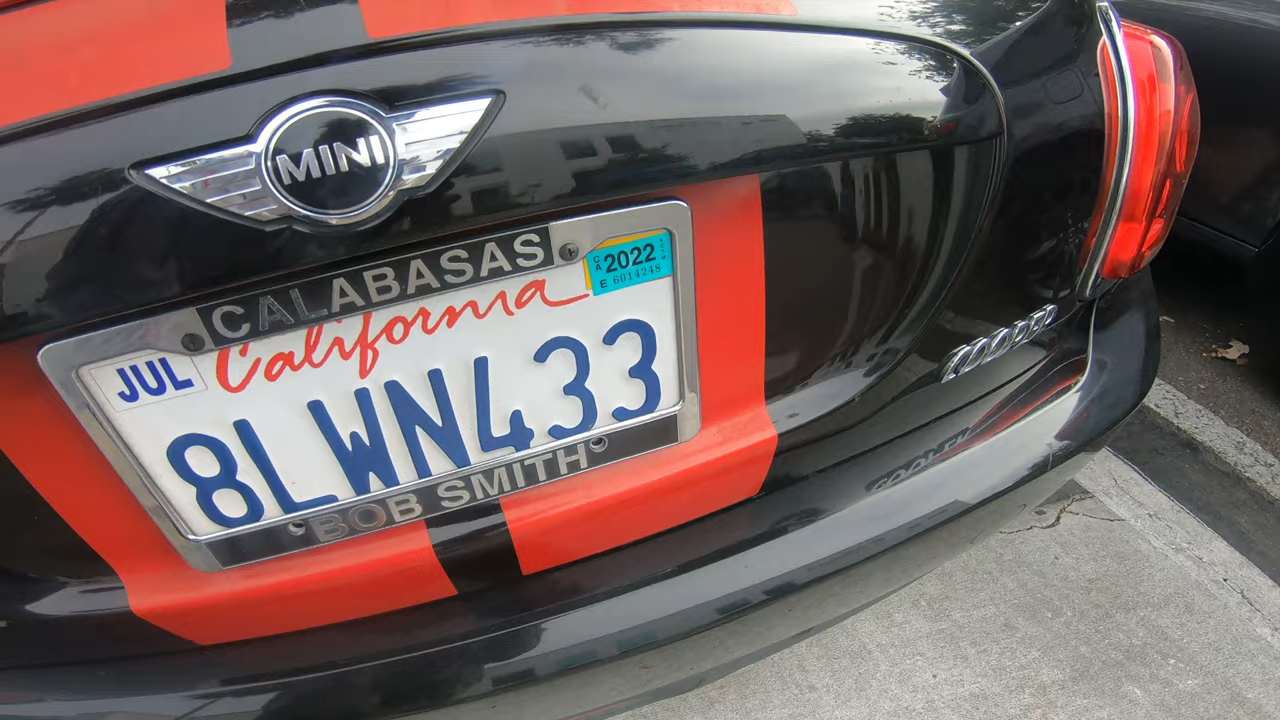 MINI
CALABASAS
California
CA 2022
E 6014248
JUL
8LWN433
BOB SMITH
COOPER